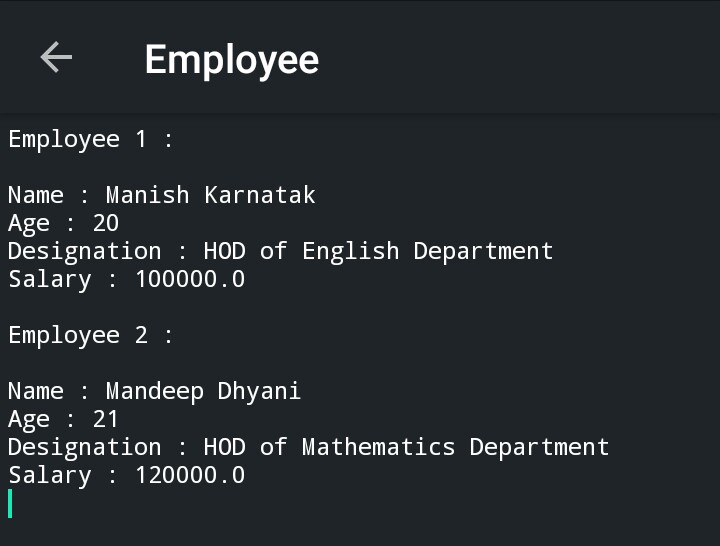 Employee
Employee 1 :
Name : Manish Karnatak
Age : 20
Designation : HOD of English Department
Salary : 100000.0
Employee 2 :
Name : Mandeep Dhyani
Age : 21
Designation : HOD of Mathematics Department
Salary : 120000.0